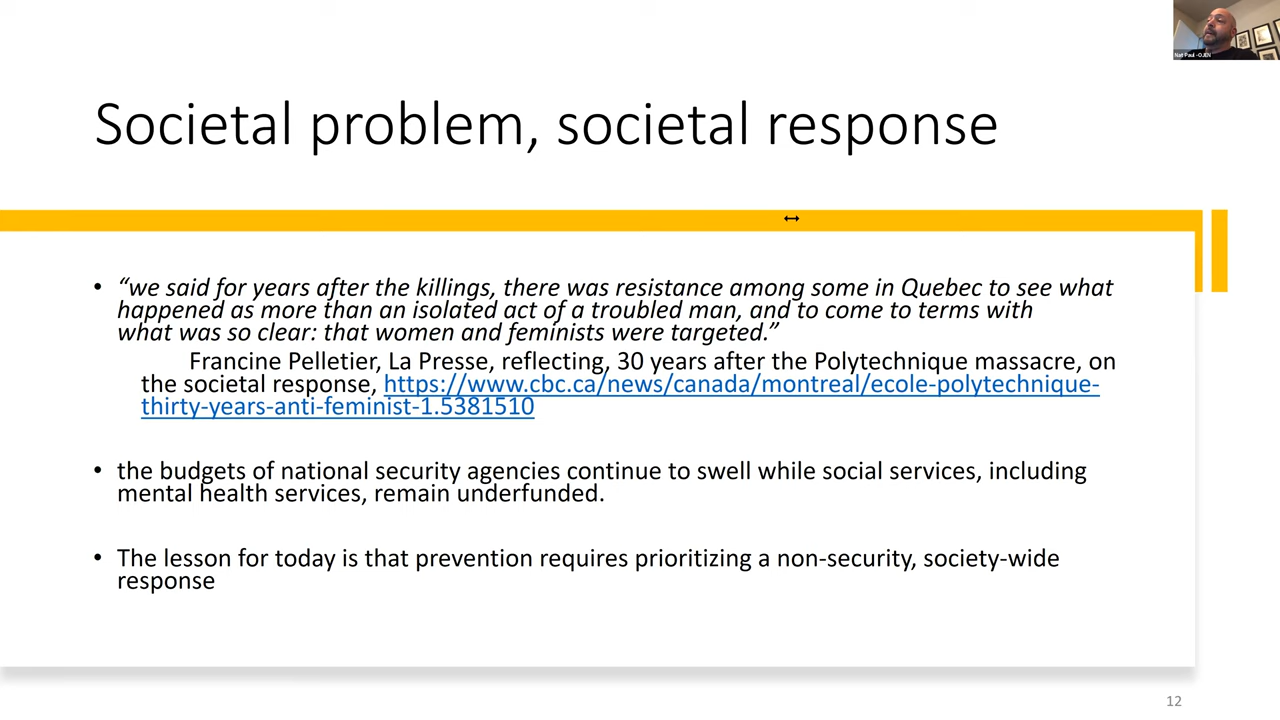 Nat Paul -OJEN
Societal problem, societal response
• “we said for years after the killings, there was resistance among some in Quebec to see what
happened as more than an isolated act of a troubled man, and to come to terms with
what was so clear: that women and feminists were targeted.”
Francine Pelletier, La Presse, reflecting, 30 years after the Polytechnique massacre, on
the societal response, https://www.cbc.ca/news/canada/montreal/ecole-polytechnique-
thirty-years-anti-feminist-1.5381510
• the budgets of national security agencies continue to swell while social services, including
mental health services, remain underfunded.
• The lesson for today is that prevention requires prioritizing a non-security, society-wide
response
12